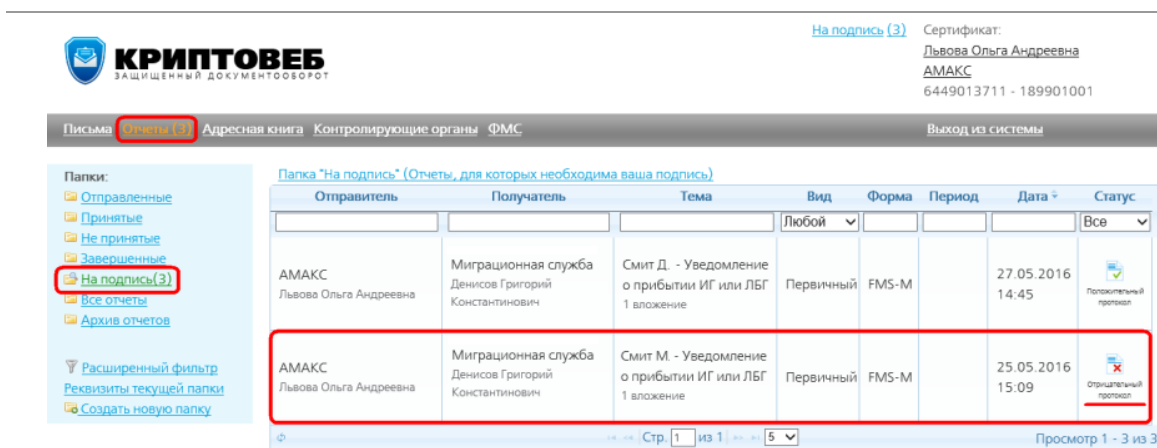 На подпись (3)
Сертификат:
Львова Ольга Андреевна
АМАКС
6449013711 - 189901001
КРИПТОВЕБ
ЗАЩИЩЕННЫЙ ДОКУМЕНТООБОРОТ
Письма Отчеты (3) Адресная книга Контролирующие органы ФМС Выход из системы
Папки:
Отправленные
Принятые
Не принятые
Завершенные
На подпись(3)
Все отчеты
Архив отчетов
Расширенный фильтр
Реквизиты текущей папки
Создать новую папку
Папка "На подпись" (Отчеты, для которых необходима ваша подпись)
Отправитель Получатель Тема Вид Форма Период Дата Статус
Любой Все
АМАКС
Львова Ольга Андреевна
Миграционная служба
Денисов Григорий
Константинович
Смит Д. - Уведомление
о прибытии ИГ или ЛБГ
1 вложение
Первичный
FMS-M
27.05.2016
14:45
Положительный
протокол
АМАКС
Львова Ольга Андреевна
Миграционная служба
Денисов Григорий
Константинович
Смит М. - Уведомление
о прибытии ИГ или ЛБГ
1 вложение
Первичный
FMS-M
25.05.2016
15:09
Отрицательный
протокол
Стр. 1 из 1 5 Просмотр 1 - 3 из 3